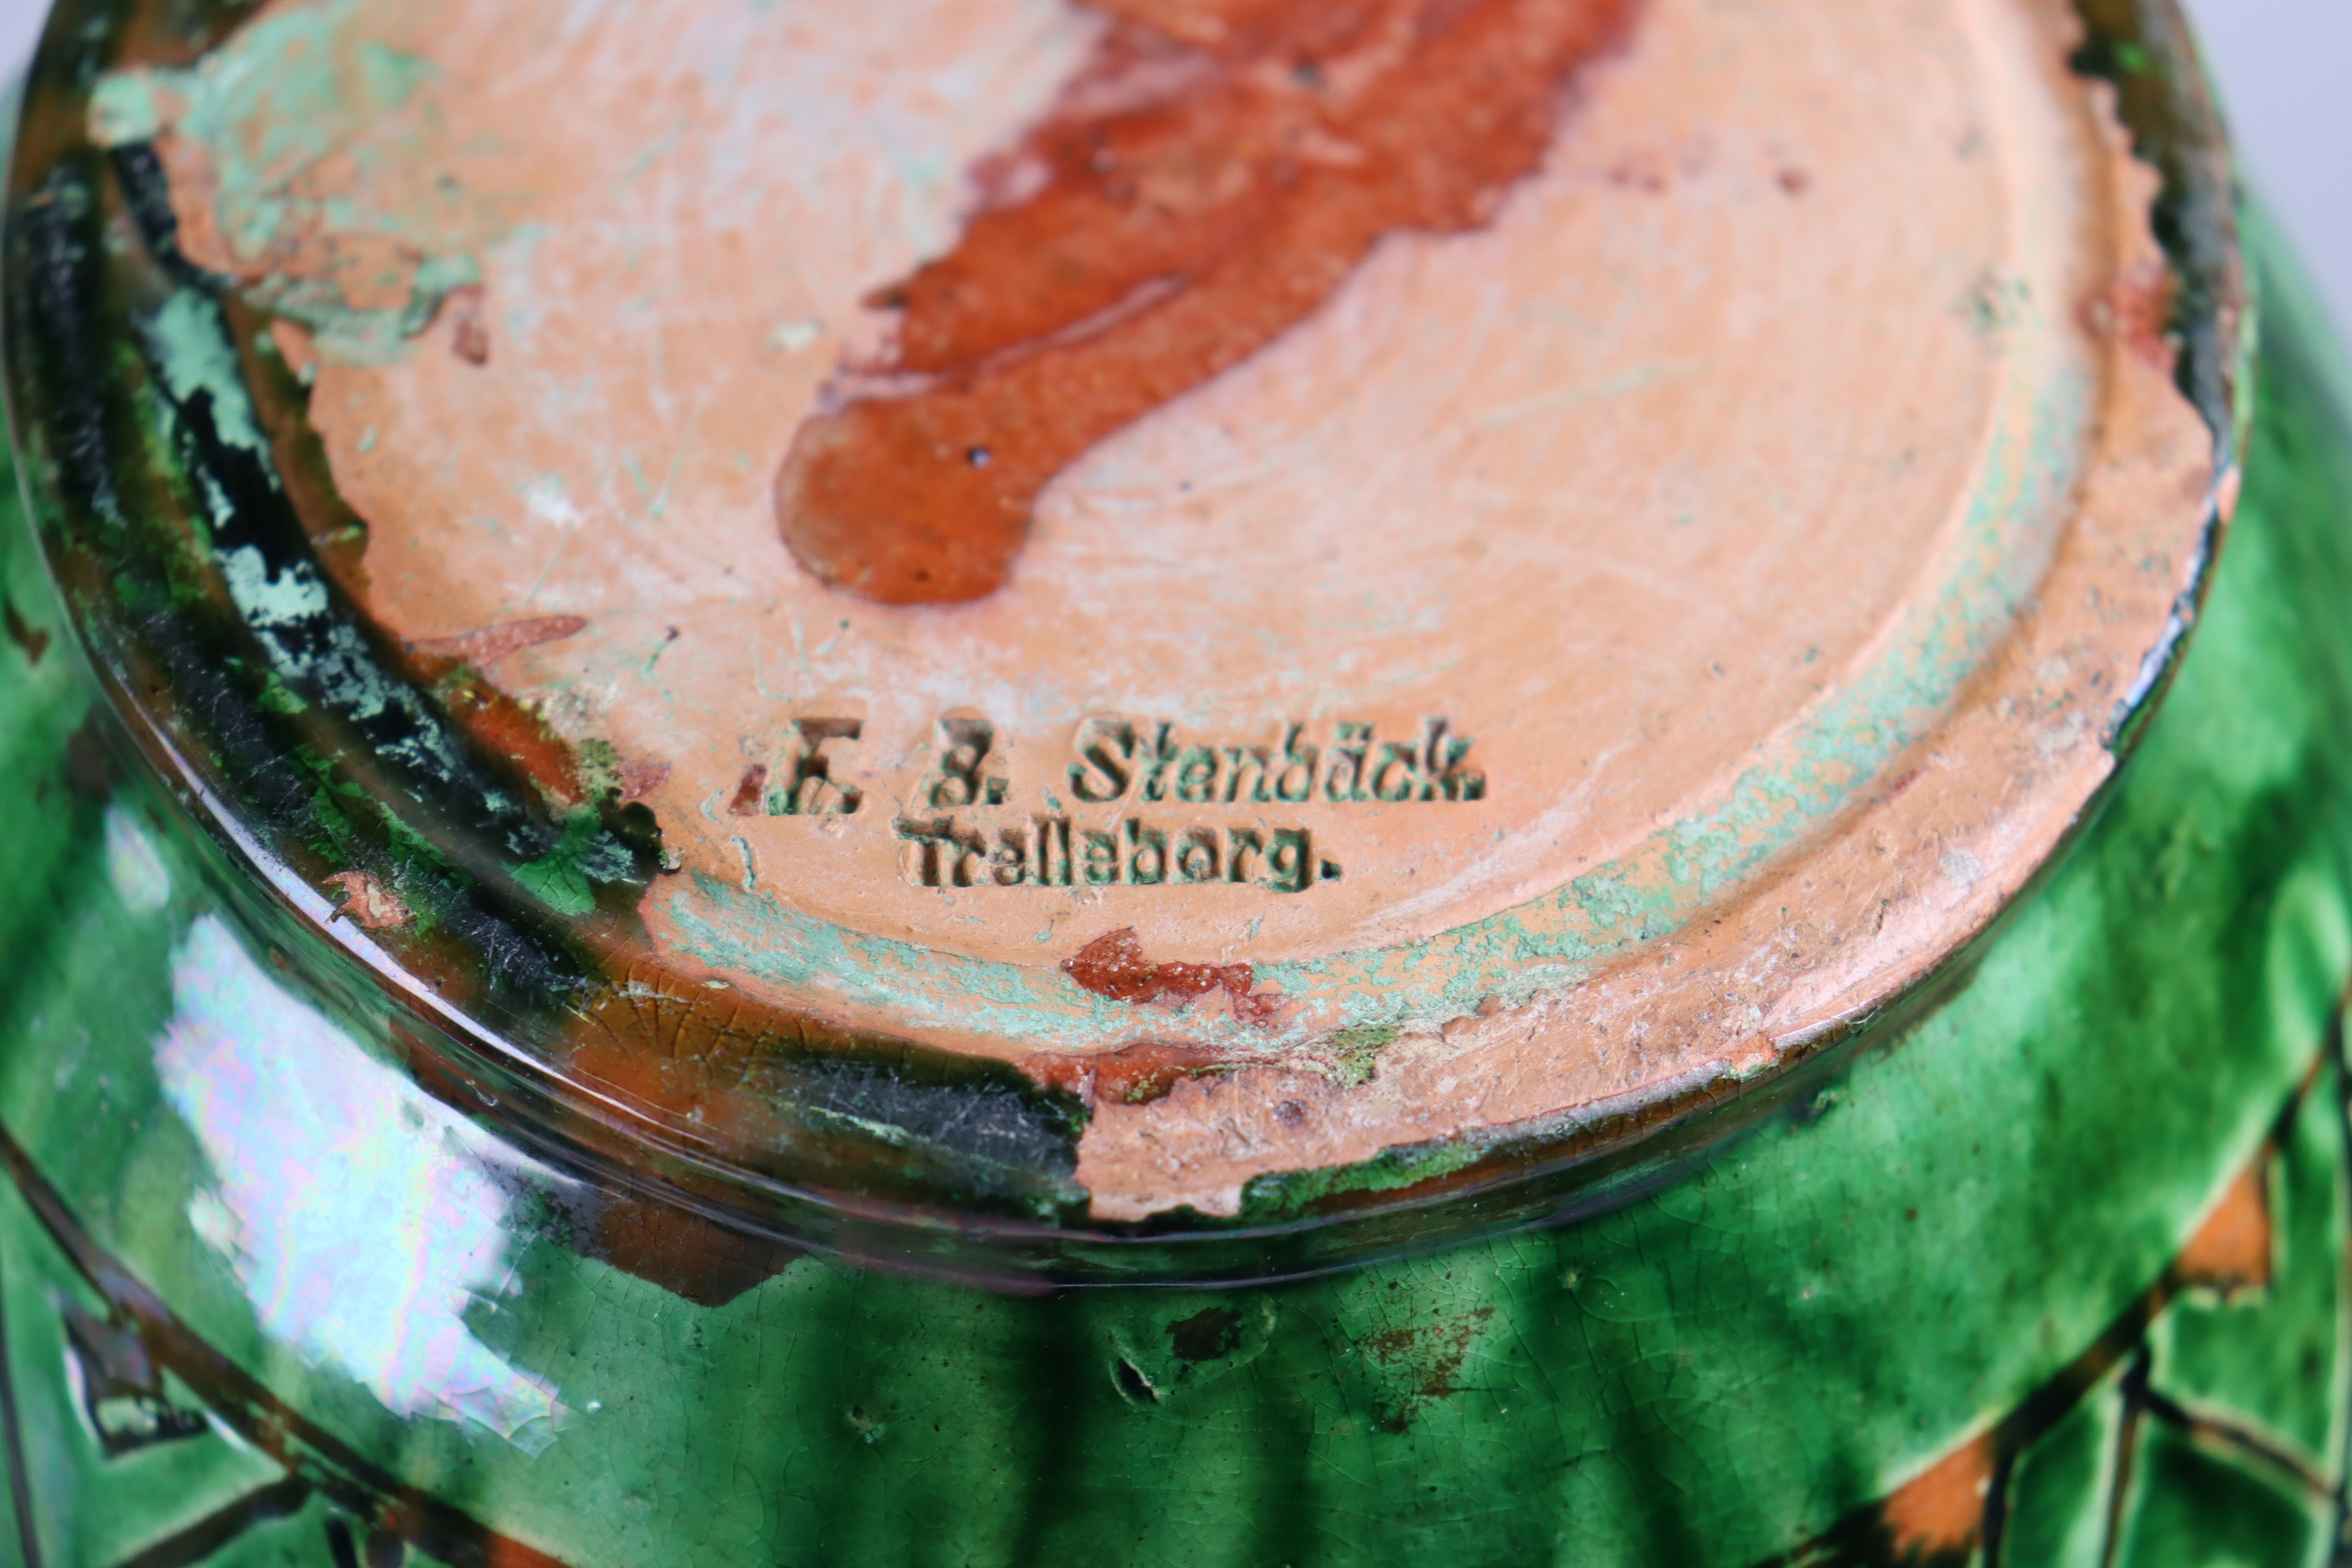 F. B. Stenbäck.
Trelleborg.